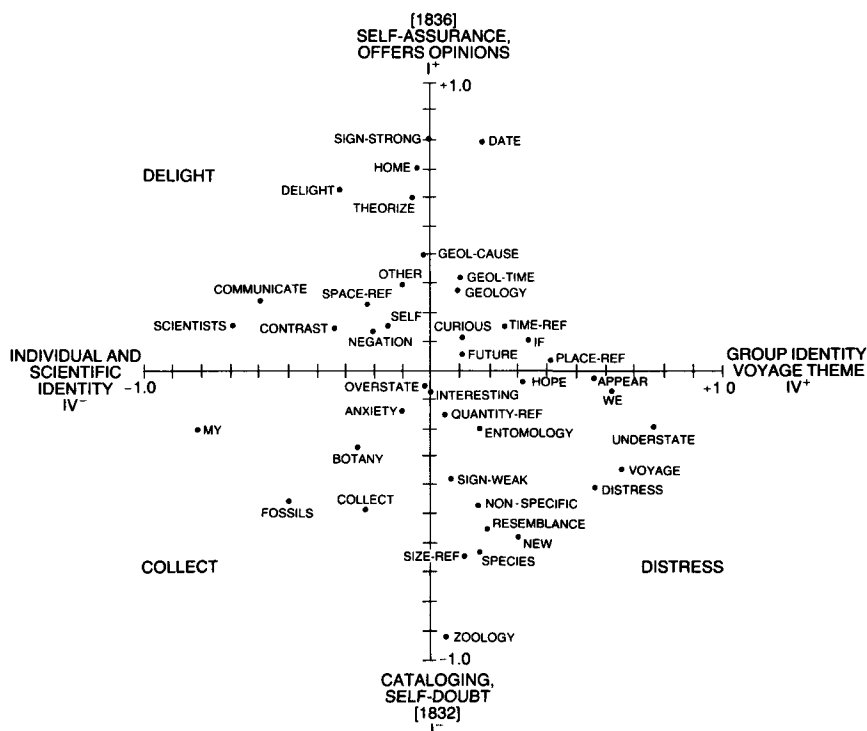 [1836]
SELF-ASSURANCE,
OFFERS OPINIONS
I+
+1.0
SIGN-STRONG
DATE
HOME
DELIGHT
DELIGHT
THEORIZE
GEOL-CAUSE
OTHER
GEOL-TIME
COMMUNICATE
SPACE-REF
GEOLOGY
SCIENTISTS
CONTRAST
SELF
NEGATION
CURIOUS
TIME-REF
IF
FUTURE
PLACE-REF
INDIVIDUAL AND
SCIENTIFIC
IDENTITY
IV−
-1.0
GROUP IDENTITY
VOYAGE THEME
+1.0 IV+
OVERSTATE
INTERESTING
HOPE
APPEAR
WE
ANXIETY
QUANTITY-REF
MY
ENTOMOLOGY
UNDERSTATE
BOTANY
VOYAGE
SIGN-WEAK
DISTRESS
FOSSILS
COLLECT
NON-SPECIFIC
RESEMBLANCE
NEW
SIZE-REF
SPECIES
COLLECT
DISTRESS
ZOOLOGY
-1.0
CATALOGING,
SELF-DOUBT
[1832]
I−